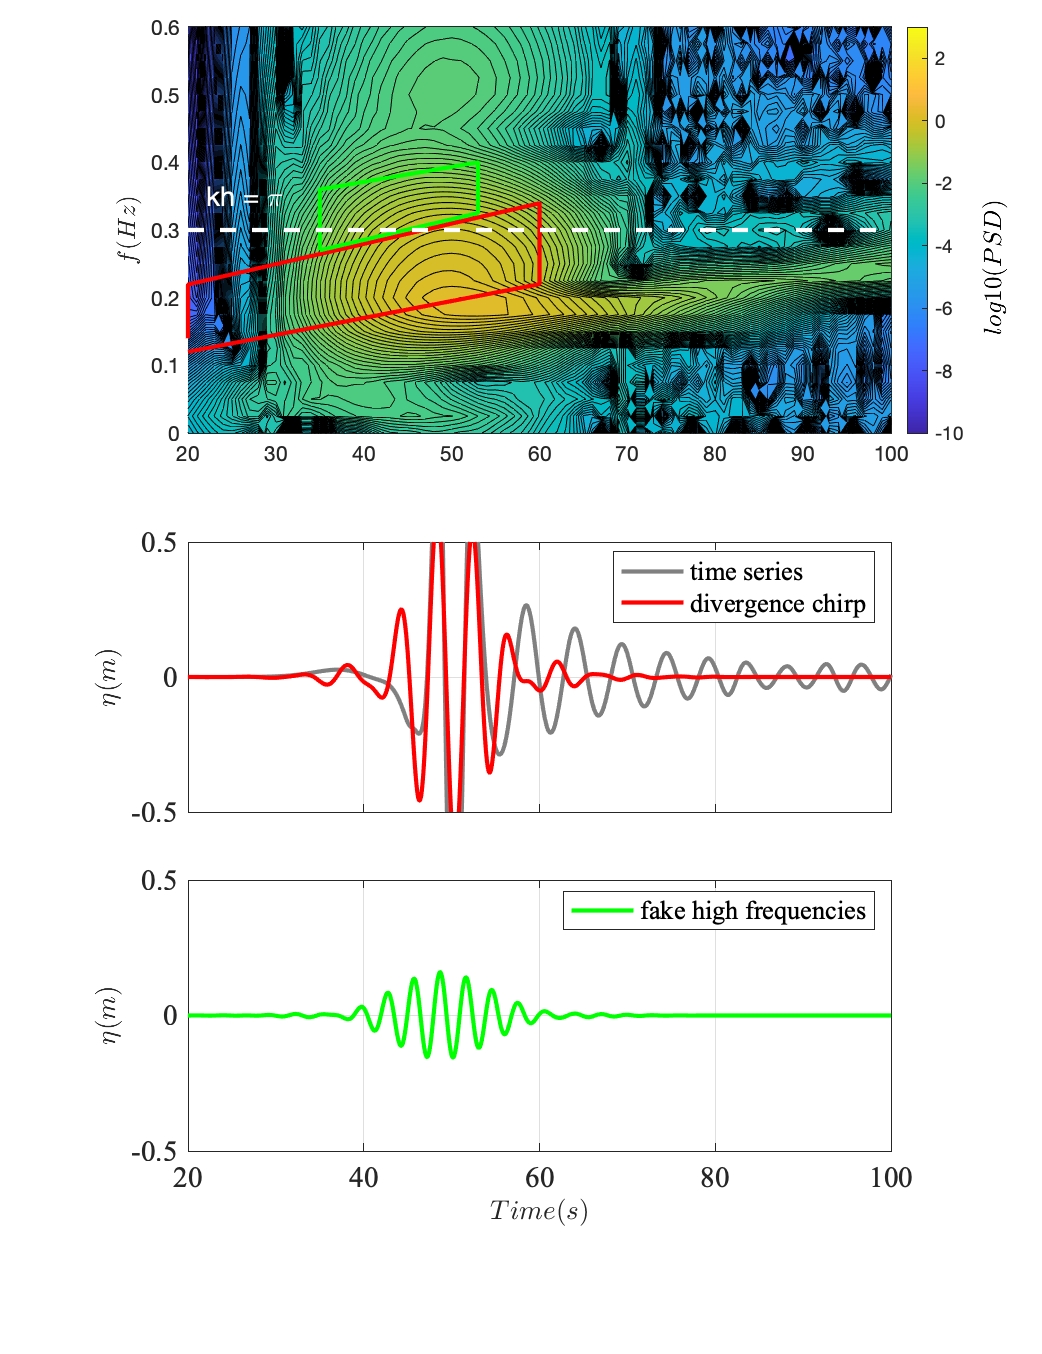 0.6
0.5
0.4
0.3
0.2
0.1
0
f(Hz)
kh = π
20 30 40 50 60 70 80 90 100
2
0
-2
-4
-6
-8
-10
log10(PSD)
0.5
0
-0.5
η(m)
time series
divergence chirp
0.5
0
-0.5
η(m)
fake high frequencies
20 40 60 80 100
Time(s)